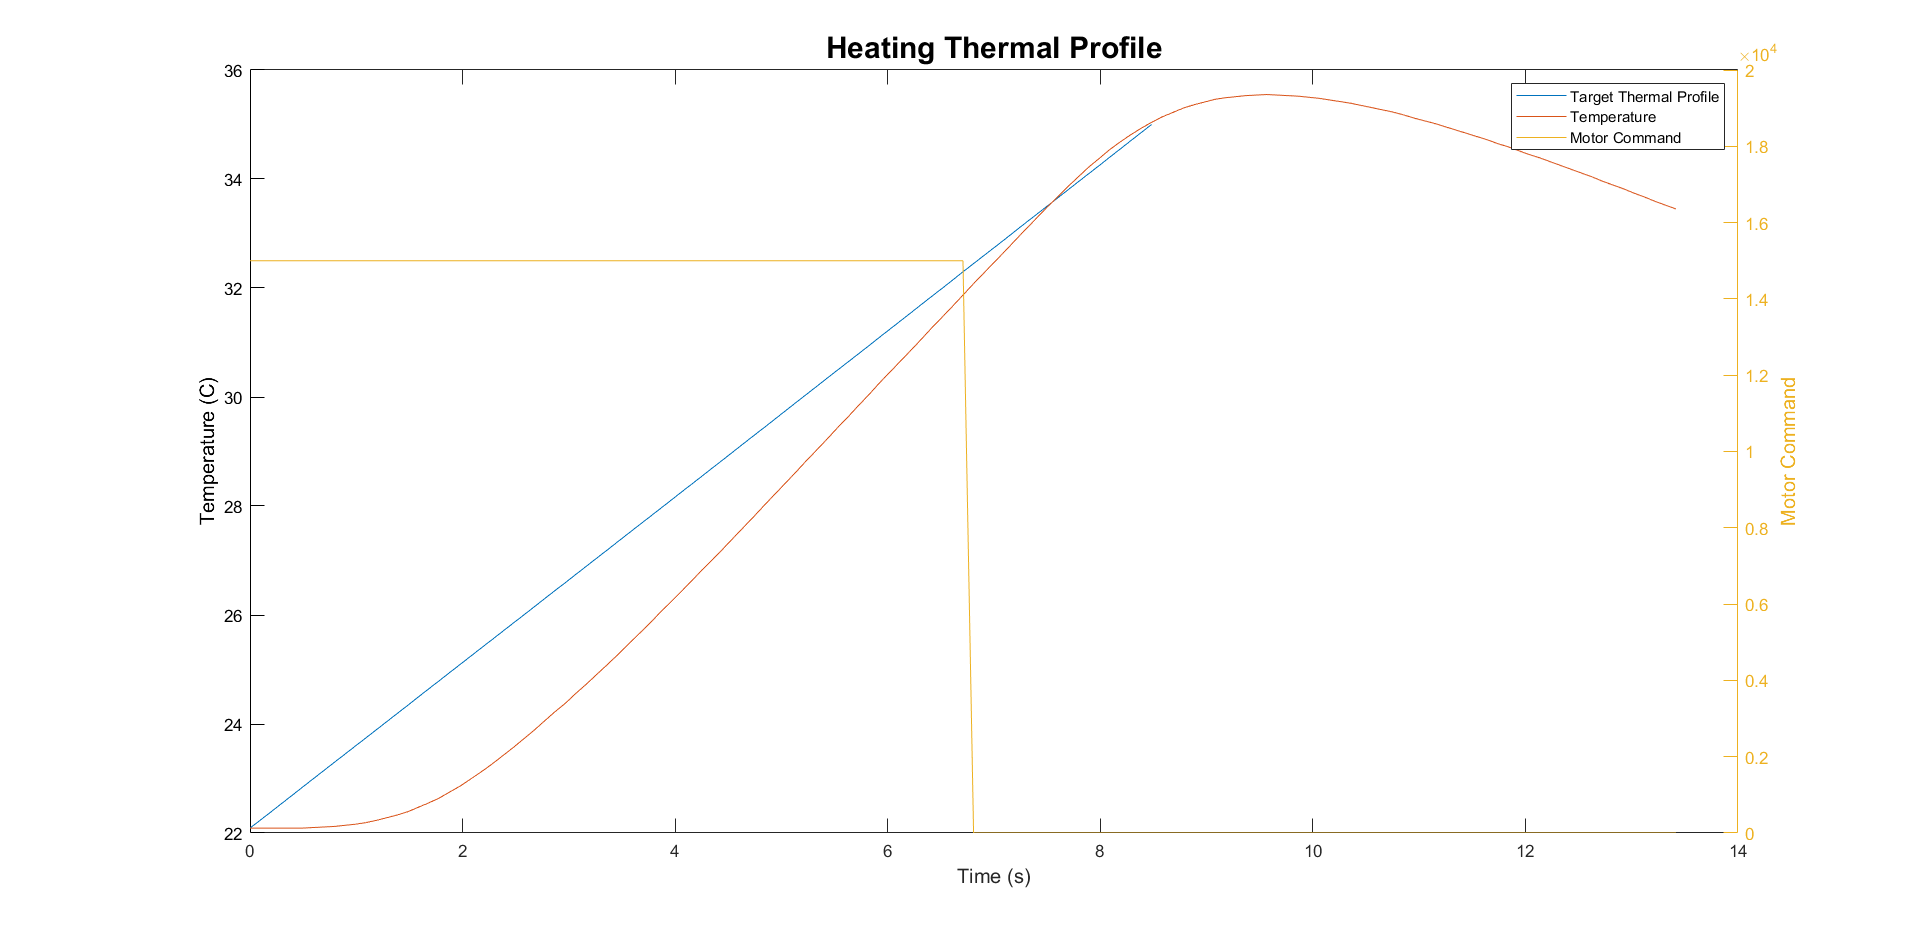 Heating Thermal Profile
×10⁴
36
34
32
30
28
26
24
22
Temperature (C)
Target Thermal Profile
Temperature
Motor Command
2
1.8
1.6
1.4
1.2
1
0.8
0.6
0.4
0.2
0
Motor Command
0 2 4 6 8 10 12 14
Time (s)